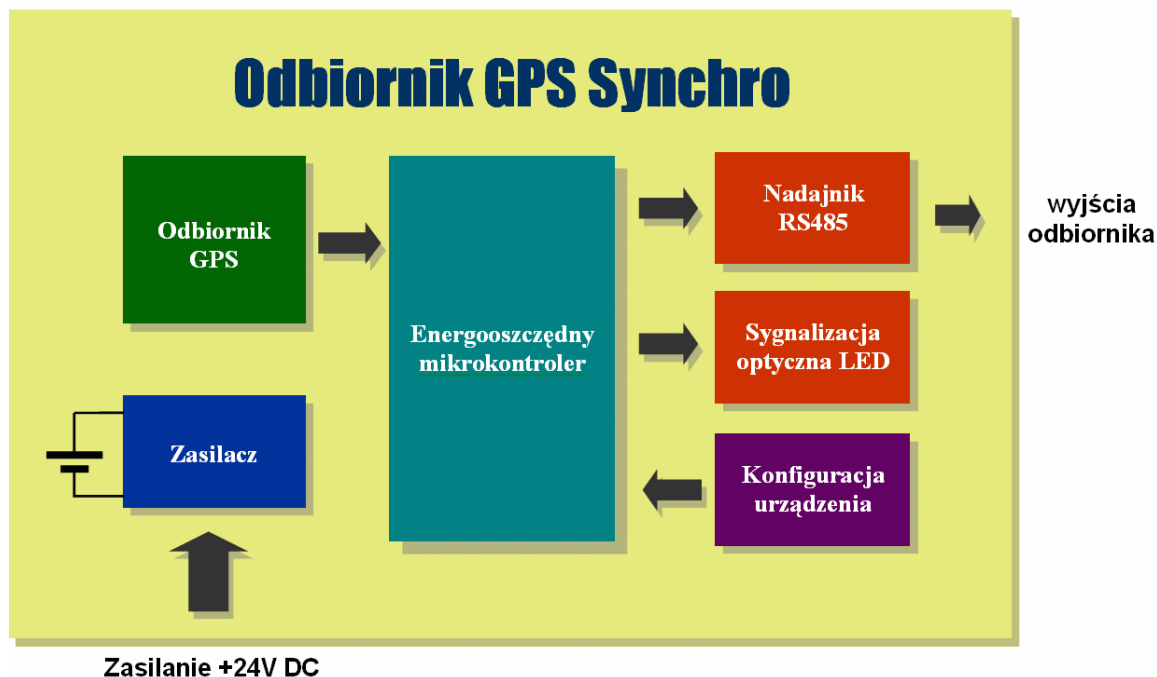 Odbiornik GPS Synchro
Odbiornik
GPS
Energooszczędny
mikrokontroler
Nadajnik
RS485
wyjścia
odbiornika
Sygnalizacja
optyczna LED
Zasilacz
Konfiguracja
urządzenia
Zasilanie +24V DC